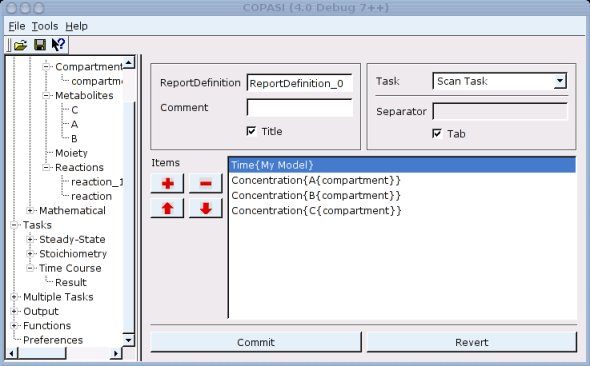 COPASI (4.0 Debug 7++)
File Tools Help
Compartment
compartme
Metabolites
C
A
B
Moiety
Reactions
reaction_1
reaction
Mathematical
Tasks
Steady-State
Stoichiometry
Time Course
Result
Multiple Tasks
Output
Functions
Preferences
ReportDefinition ReportDefinition_0
Comment
Title
Task Scan Task
Separator
Tab
Items
Time{My Model}
Concentration{A{compartment}}
Concentration{B{compartment}}
Concentration{C{compartment}}
Commit Revert